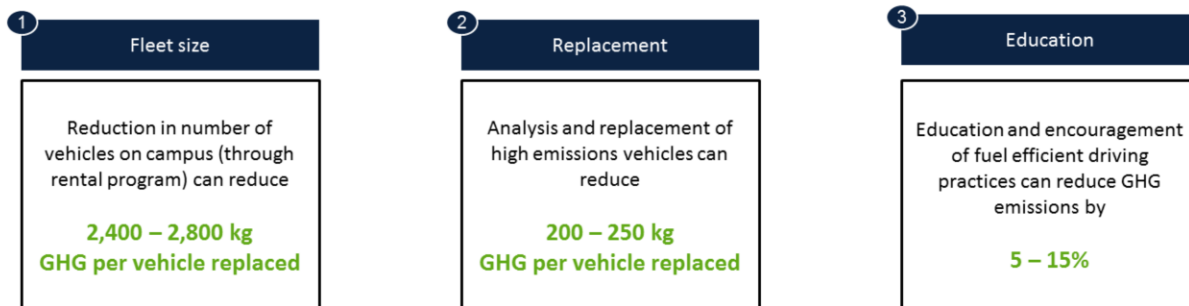 1
Fleet size
Reduction in number of
vehicles on campus (through
rental program) can reduce
2,400 – 2,800 kg
GHG per vehicle replaced
2
Replacement
Analysis and replacement of
high emissions vehicles can
reduce
200 – 250 kg
GHG per vehicle replaced
3
Education
Education and encouragement
of fuel efficient driving
practices can reduce GHG
emissions by
5 – 15%